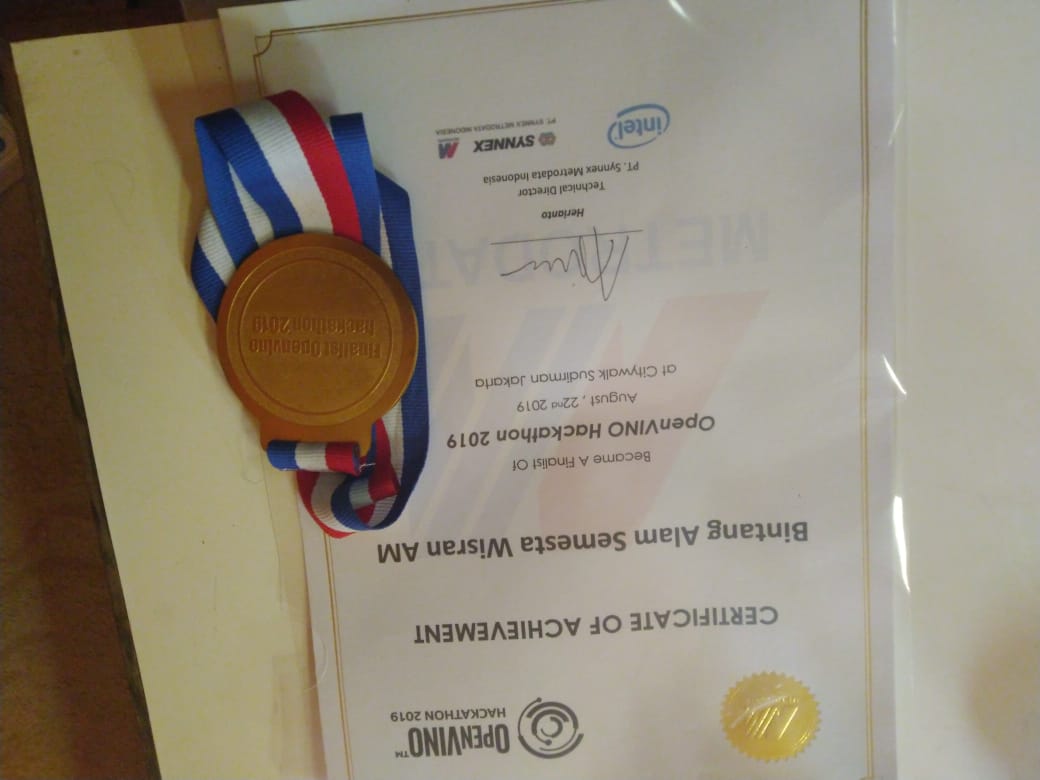 OPENVINO™
HACKATHON 2019
CERTIFICATE OF ACHIEVEMENT
Bintang Alam Semesta Wisran AM
Became A Finalist Of
OpenVINO Hackathon 2019
August , 22nd 2019
at Citywalk Sudirman Jakarta
Herianto
Technical Director
PT. Synnex Metrodata Indonesia
intel
SYNNEX
PT. SYNNEX METRODATA INDONESIA
Finalist Openvino
hackathon 2019